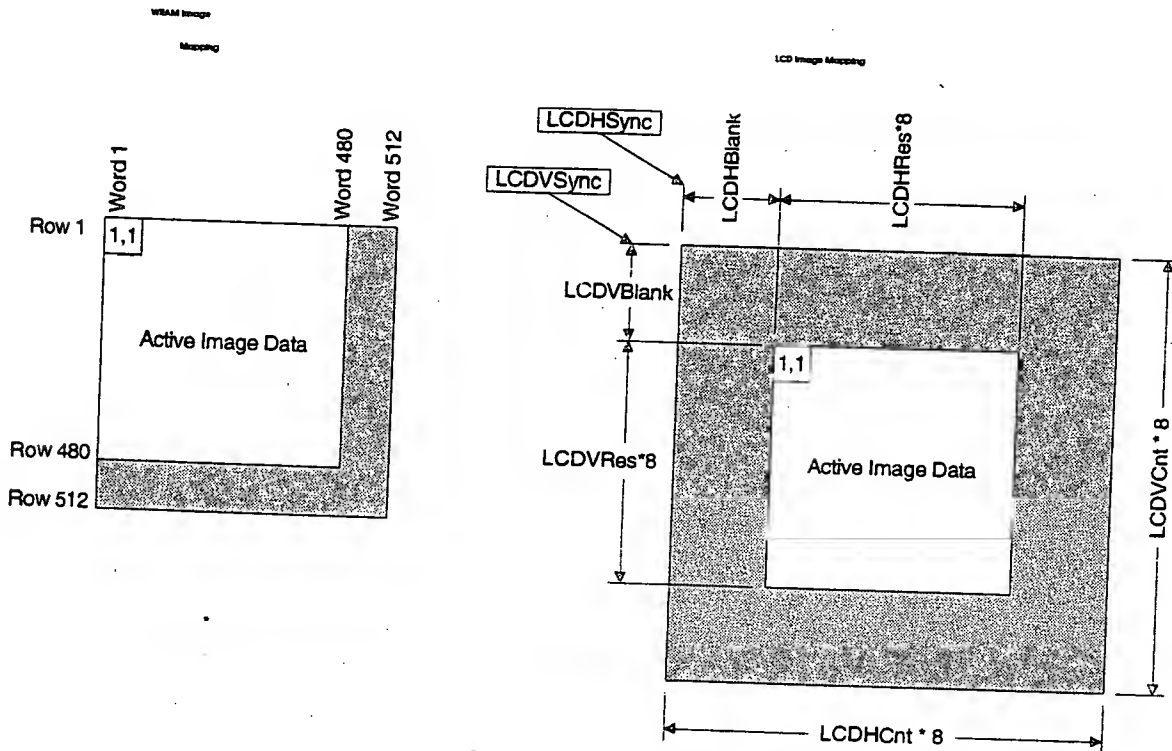 WRAM Image
Mapping
Word 1
Word 480
Word 512
Row 1
1,1
Active Image Data
Row 480
Row 512
LCD Image Mapping
LCDHSync
LCDVSync
LCDHBlank
LCDHRes*8
LCDVBlank
1,1
LCDVRes*8
Active Image Data
LCDVCnt * 8
LCDHCnt * 8